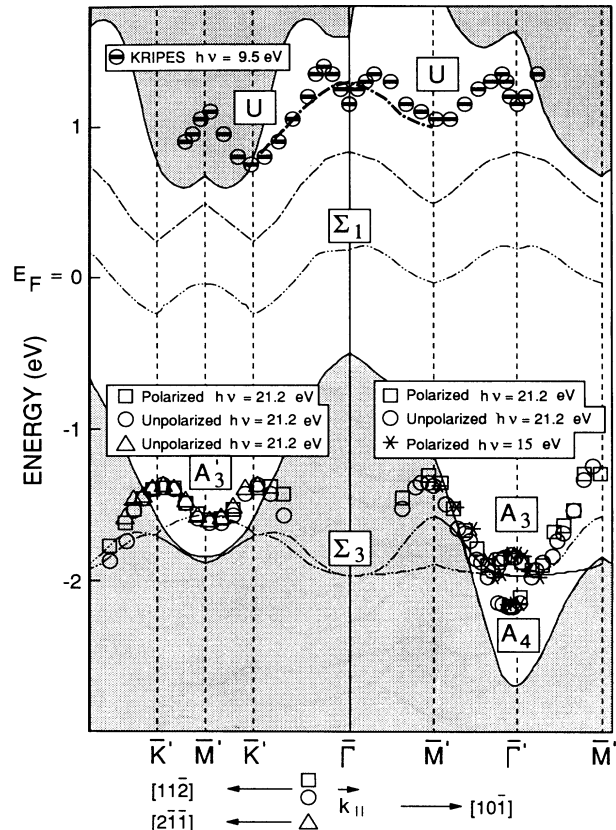 KRIPES hν = 9.5 eV
U
U
1
Σ1
E_F = 0
ENERGY (eV)
Polarized hν = 21.2 eV
Unpolarized hν = 21.2 eV
Unpolarized hν = 21.2 eV
Polarized hν = 21.2 eV
Unpolarized hν = 21.2 eV
Polarized hν = 15 eV
-1
A'3
A3
Σ3
-2
A4
K̄' M̄' K̄' Γ̄ M̄' Γ̄' M̄'
[112̄] k̄|| [101̄]
[21̄1̄]